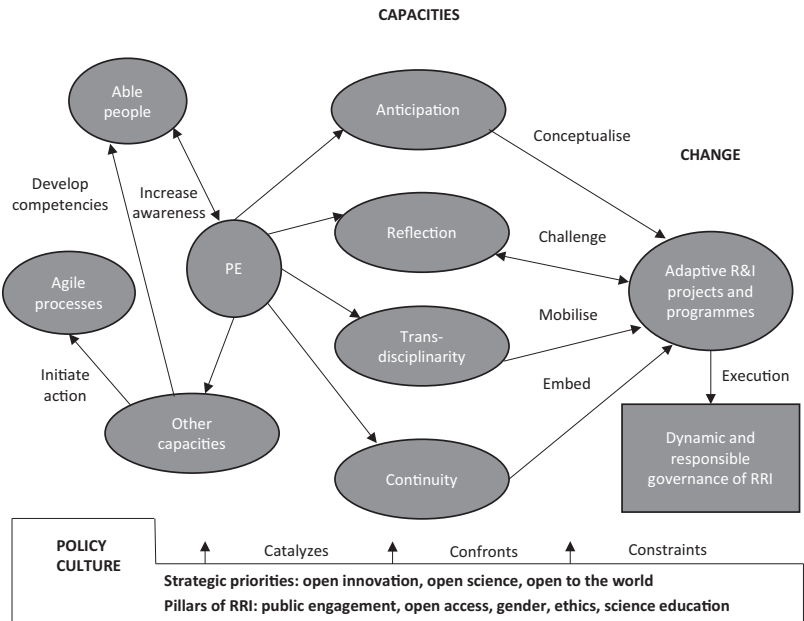 CAPACITIES
Able
people
Anticipation
Conceptualise
CHANGE
Develop
competencies
Increase
awareness
Reflection
Challenge
PE
Agile
processes
Adaptive R&I
projects and
programmes
Mobilise
Trans-
disciplinarity
Initiate
action
Embed
Execution
Other
capacities
Dynamic and
responsible
governance of RRI
Continuity
POLICY
CULTURE
Catalyzes
Confronts
Constraints
Strategic priorities: open innovation, open science, open to the world
Pillars of RRI: public engagement, open access, gender, ethics, science education